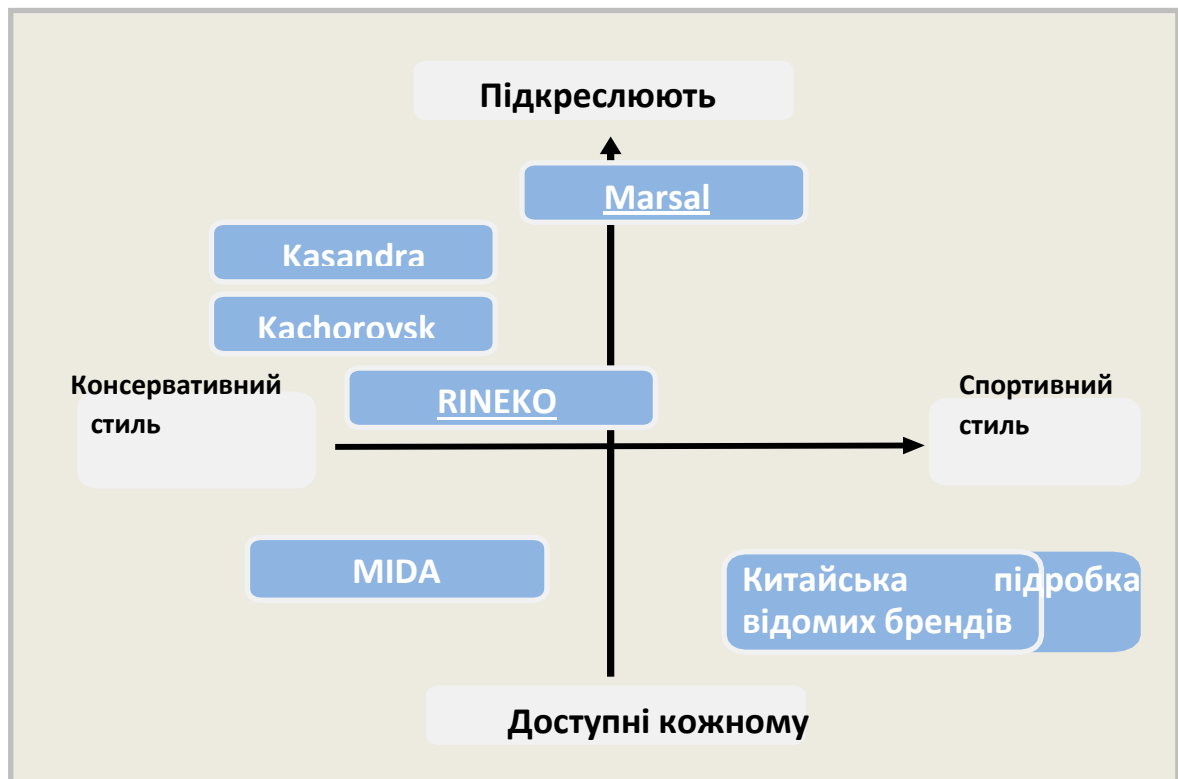 Підкреслюють
Marsal
Kasandra
Kachorovsk
Консервативний
стиль
RINEKO
Спортивний
стиль
MIDA
Китайська підробка
відомих брендів
Доступні кожному